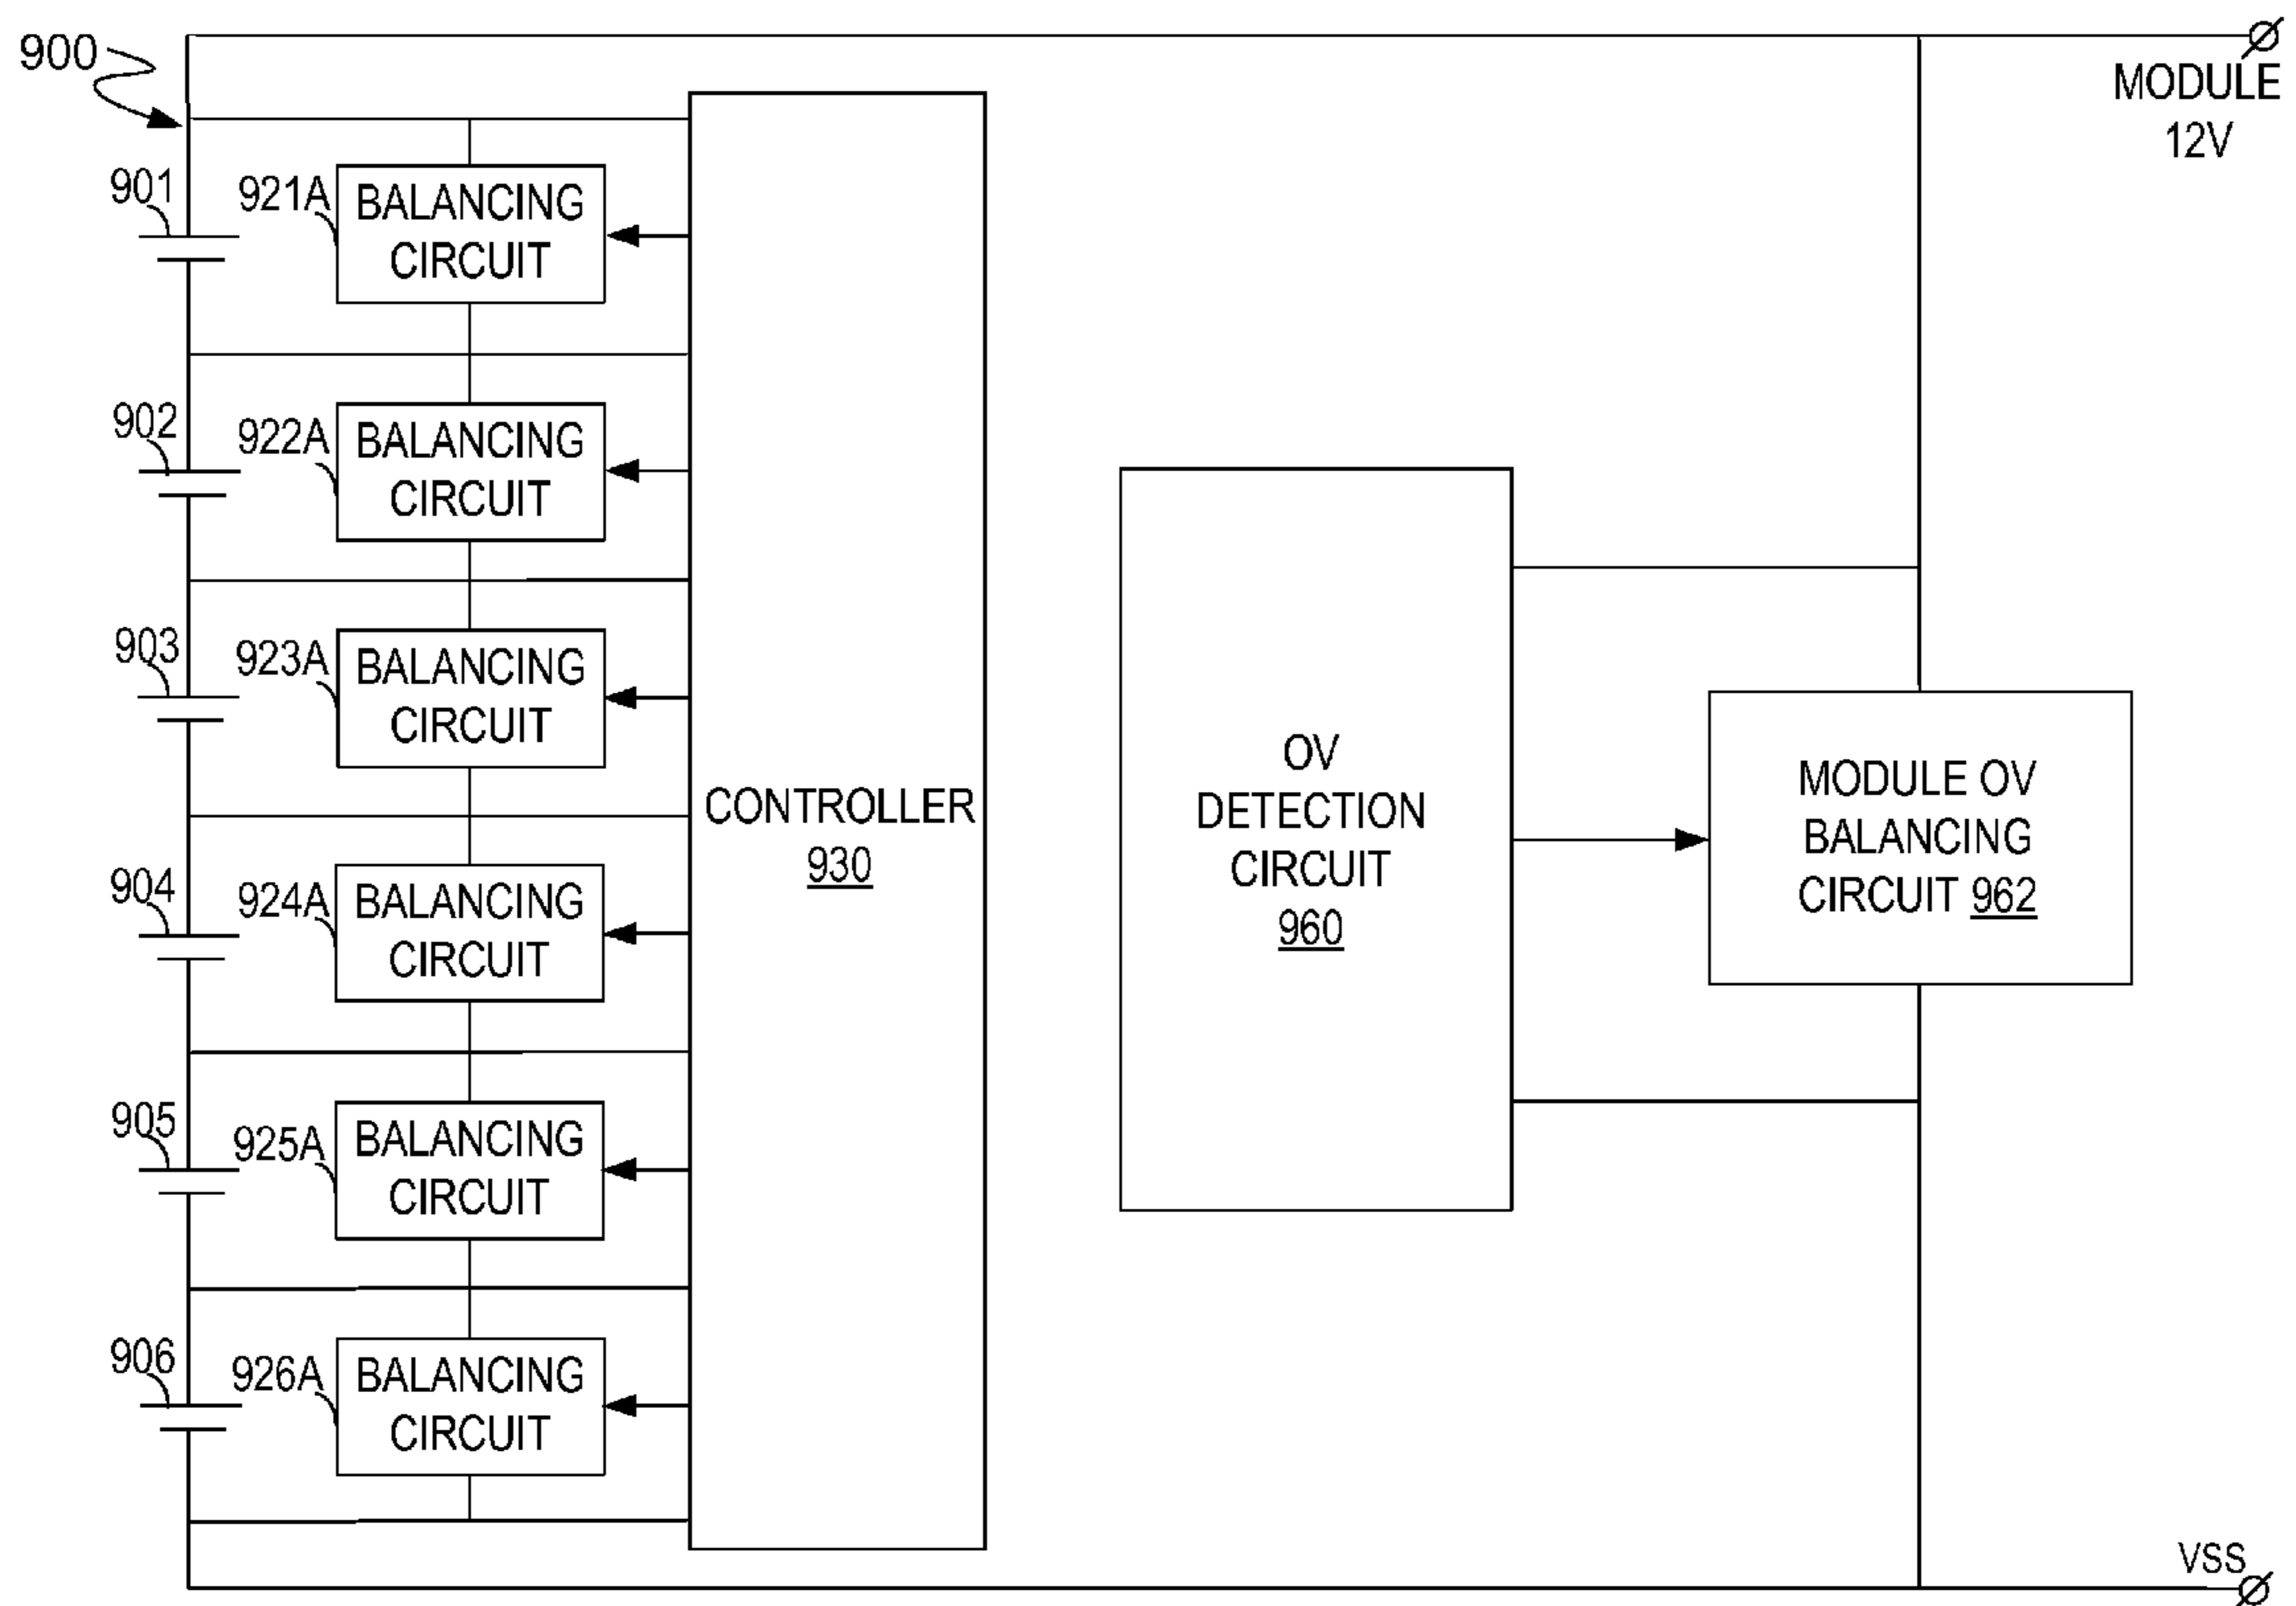 900
MODULE
12V
901
921A
BALANCING
CIRCUIT
902
922A
BALANCING
CIRCUIT
903
923A
BALANCING
CIRCUIT
OV
DETECTION
CIRCUIT
960
MODULE OV
BALANCING
CIRCUIT 962
CONTROLLER
930
904
924A
BALANCING
CIRCUIT
905
925A
BALANCING
CIRCUIT
906
926A
BALANCING
CIRCUIT
VSS